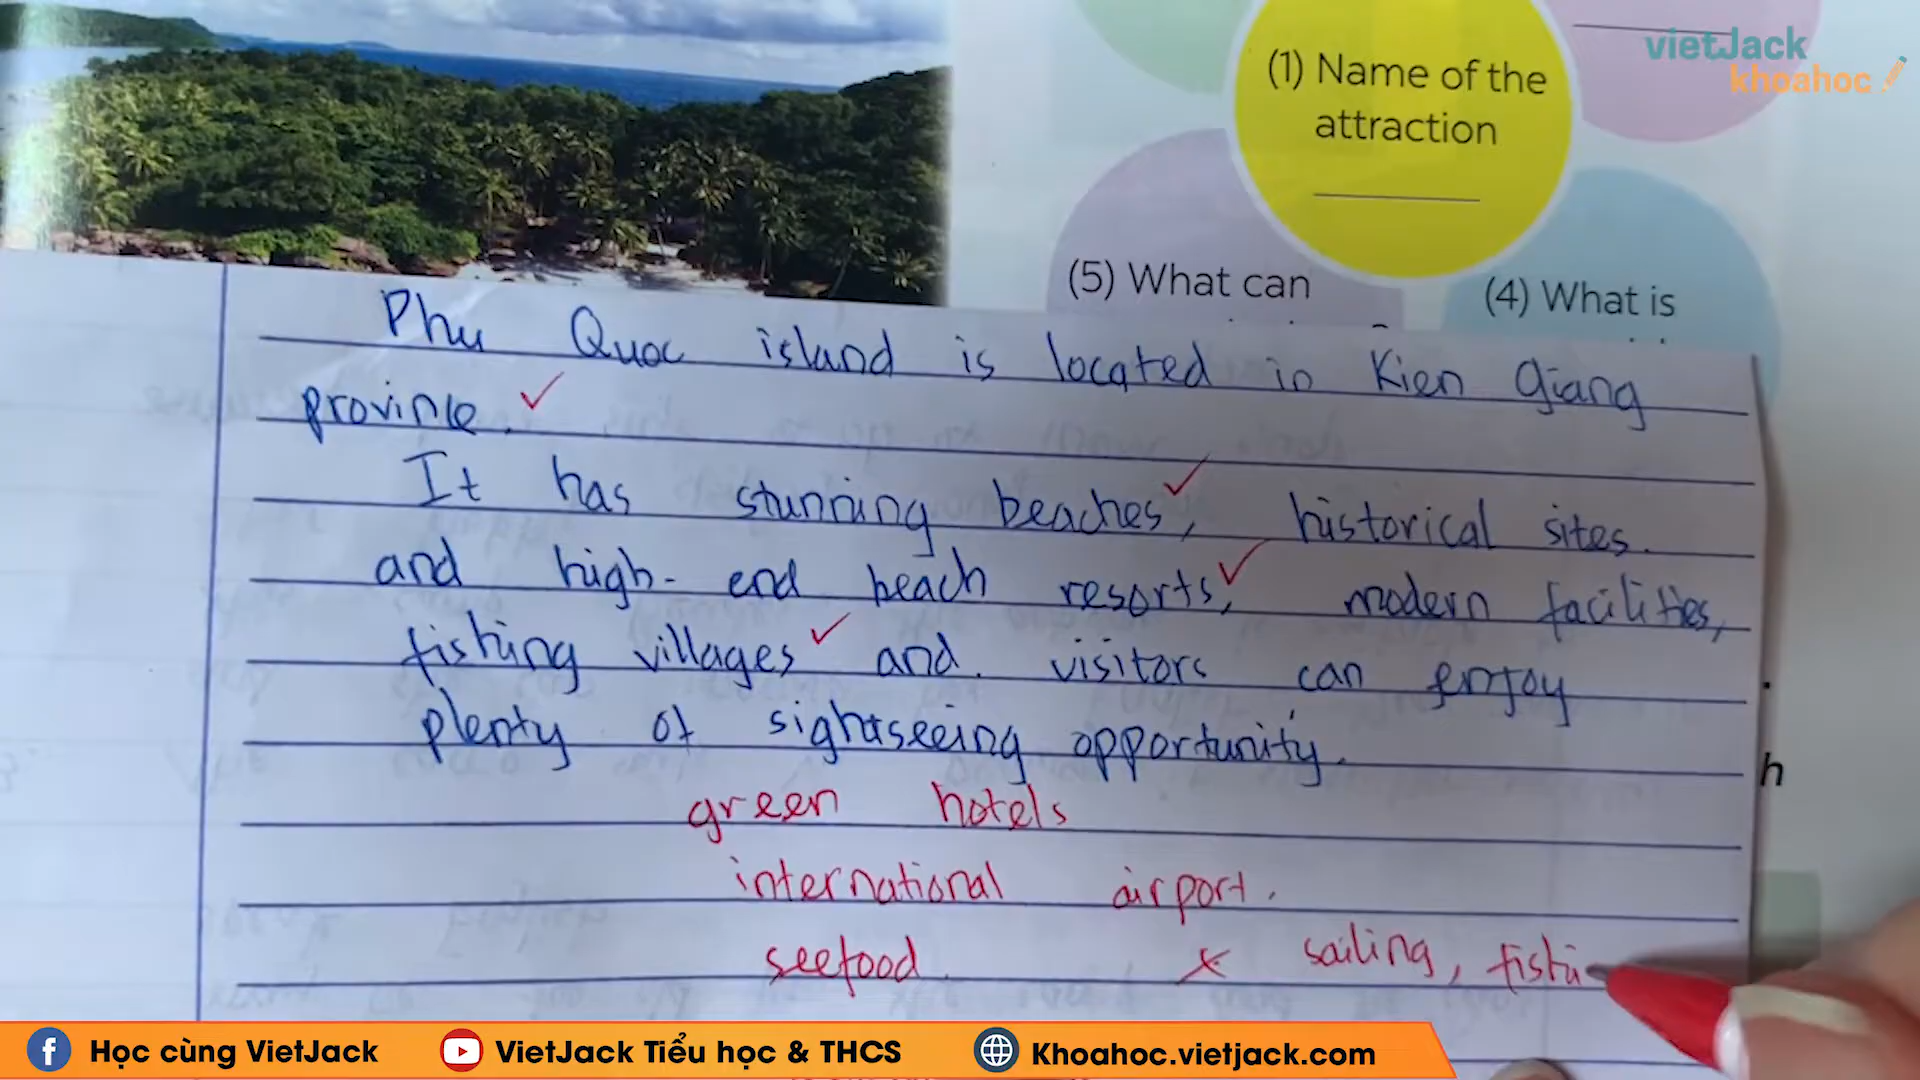 vietJack
khoahoc
(1) Name of the
attraction
(5) What can
(4) What is
Phu Quoc island is located in Kien Giang
province.
It has stunning beaches, historical sites.
and high-end beach resorts, modern facilities,
fishing villages and. visitors can enjoy
plenty of sightseeing opportunity.
h
green hotels
international airport.
seefood. x sailing, fishi
Học cùng VietJack
VietJack Tiểu học & THCS
Khoahoc.vietjack.com